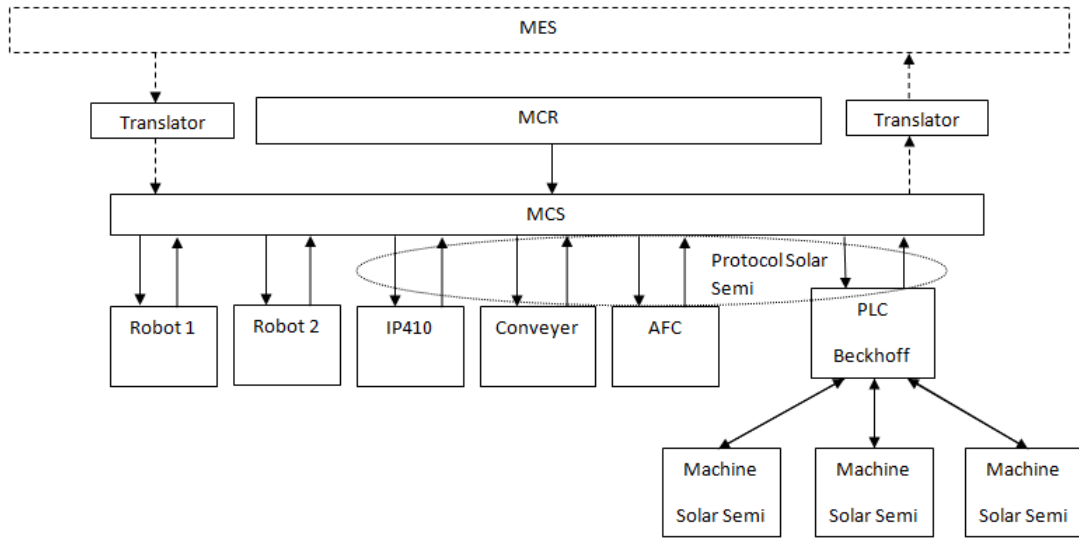 MES
Translator
MCR
Translator
MCS
Protocol Solar
Semi
Robot 1
Robot 2
IP410
Conveyer
AFC
PLC
Beckhoff
Machine
Solar Semi
Machine
Solar Semi
Machine
Solar Semi